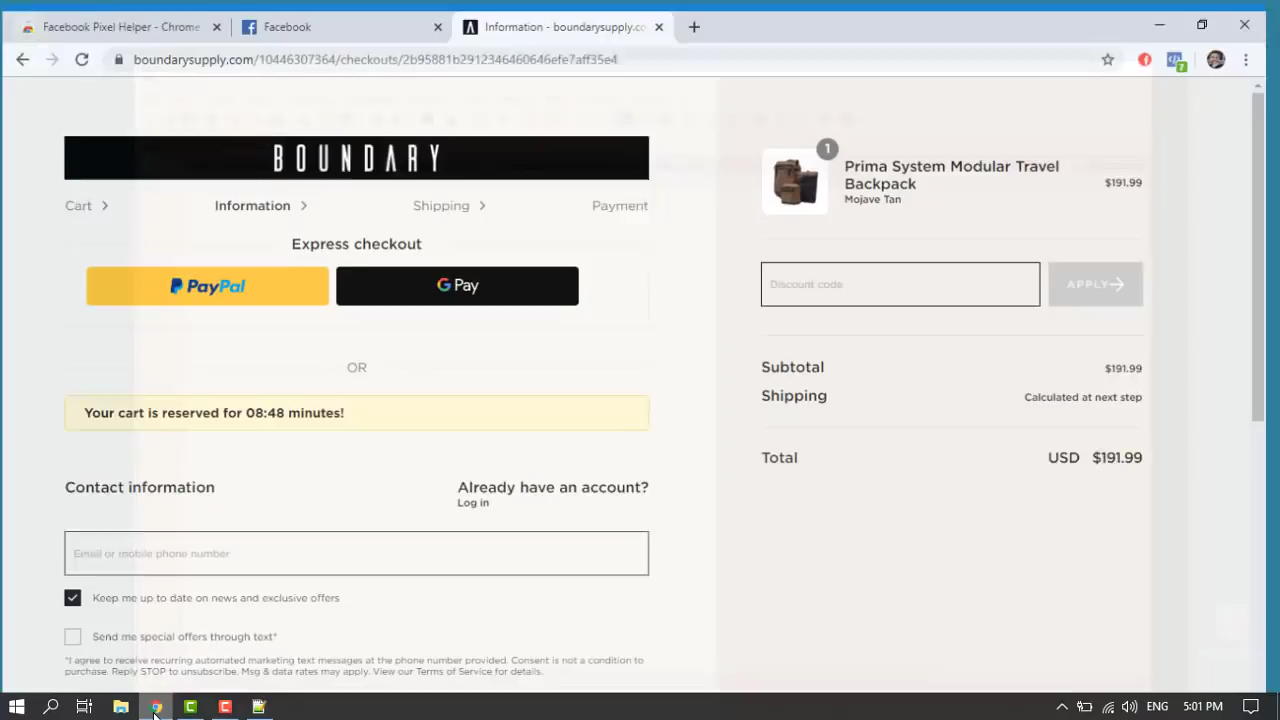 Facebook Pixel Helper - Chrome
Facebook
Information - boundarysupply.co
boundarysupply.com/10446307364/checkouts/2b95881b2912346460646efe7aff35e4
7
BOUNDARY
Cart
Information
Shipping
Payment
Express checkout
PayPal
G Pay
OR
Your cart is reserved for 08:48 minutes!
Contact information
Already have an account?
Log in
Email or mobile phone number
Keep me up to date on news and exclusive offers
Send me special offers through text*
*I agree to receive recurring automated marketing text messages at the phone number provided. Consent is not a condition to
purchase. Reply STOP to unsubscribe. Msg & data rates may apply. View our Terms of Service for details.
1
Prima System Modular Travel
Backpack
Mojave Tan
$191.99
Discount code
APPLY
Subtotal
$191.99
Shipping
Calculated at next step
Total
USD $191.99
ENG
5:01 PM